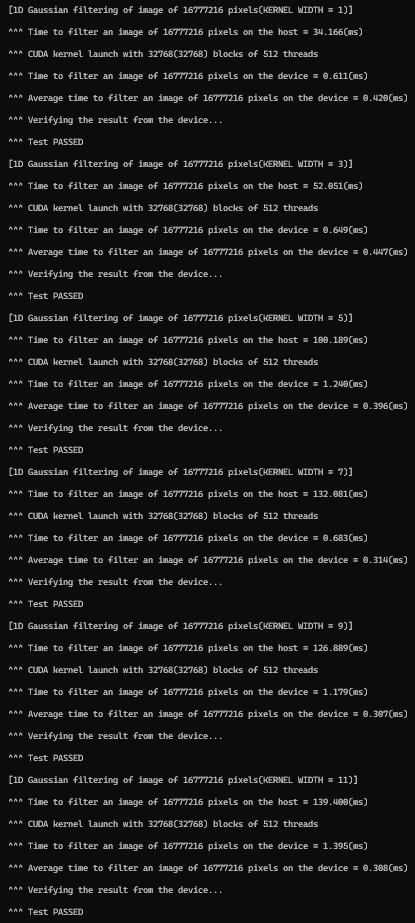 [1D Gaussian filtering of image of 16777216 pixels(KERNEL WIDTH = 1)]
^^^ Time to filter an image of 16777216 pixels on the host = 34.166(ms)
^^^ CUDA kernel launch with 32768(32768) blocks of 512 threads
^^^ Time to filter an image of 16777216 pixels on the device = 0.611(ms)
^^^ Average time to filter an image of 16777216 pixels on the device = 0.420(ms)
^^^ Verifying the result from the device...
^^^ Test PASSED
[1D Gaussian filtering of image of 16777216 pixels(KERNEL WIDTH = 3)]
^^^ Time to filter an image of 16777216 pixels on the host = 52.051(ms)
^^^ CUDA kernel launch with 32768(32768) blocks of 512 threads
^^^ Time to filter an image of 16777216 pixels on the device = 0.649(ms)
^^^ Average time to filter an image of 16777216 pixels on the device = 0.447(ms)
^^^ Verifying the result from the device...
^^^ Test PASSED
[1D Gaussian filtering of image of 16777216 pixels(KERNEL WIDTH = 5)]
^^^ Time to filter an image of 16777216 pixels on the host = 100.189(ms)
^^^ CUDA kernel launch with 32768(32768) blocks of 512 threads
^^^ Time to filter an image of 16777216 pixels on the device = 1.240(ms)
^^^ Average time to filter an image of 16777216 pixels on the device = 0.396(ms)
^^^ Verifying the result from the device...
^^^ Test PASSED
[1D Gaussian filtering of image of 16777216 pixels(KERNEL WIDTH = 7)]
^^^ Time to filter an image of 16777216 pixels on the host = 132.081(ms)
^^^ CUDA kernel launch with 32768(32768) blocks of 512 threads
^^^ Time to filter an image of 16777216 pixels on the device = 0.683(ms)
^^^ Average time to filter an image of 16777216 pixels on the device = 0.314(ms)
^^^ Verifying the result from the device...
^^^ Test PASSED
[1D Gaussian filtering of image of 16777216 pixels(KERNEL WIDTH = 9)]
^^^ Time to filter an image of 16777216 pixels on the host = 126.889(ms)
^^^ CUDA kernel launch with 32768(32768) blocks of 512 threads
^^^ Time to filter an image of 16777216 pixels on the device = 1.179(ms)
^^^ Average time to filter an image of 16777216 pixels on the device = 0.307(ms)
^^^ Verifying the result from the device...
^^^ Test PASSED
[1D Gaussian filtering of image of 16777216 pixels(KERNEL WIDTH = 11)]
^^^ Time to filter an image of 16777216 pixels on the host = 139.400(ms)
^^^ CUDA kernel launch with 32768(32768) blocks of 512 threads
^^^ Time to filter an image of 16777216 pixels on the device = 1.395(ms)
^^^ Average time to filter an image of 16777216 pixels on the device = 0.308(ms)
^^^ Verifying the result from the device...
^^^ Test PASSED